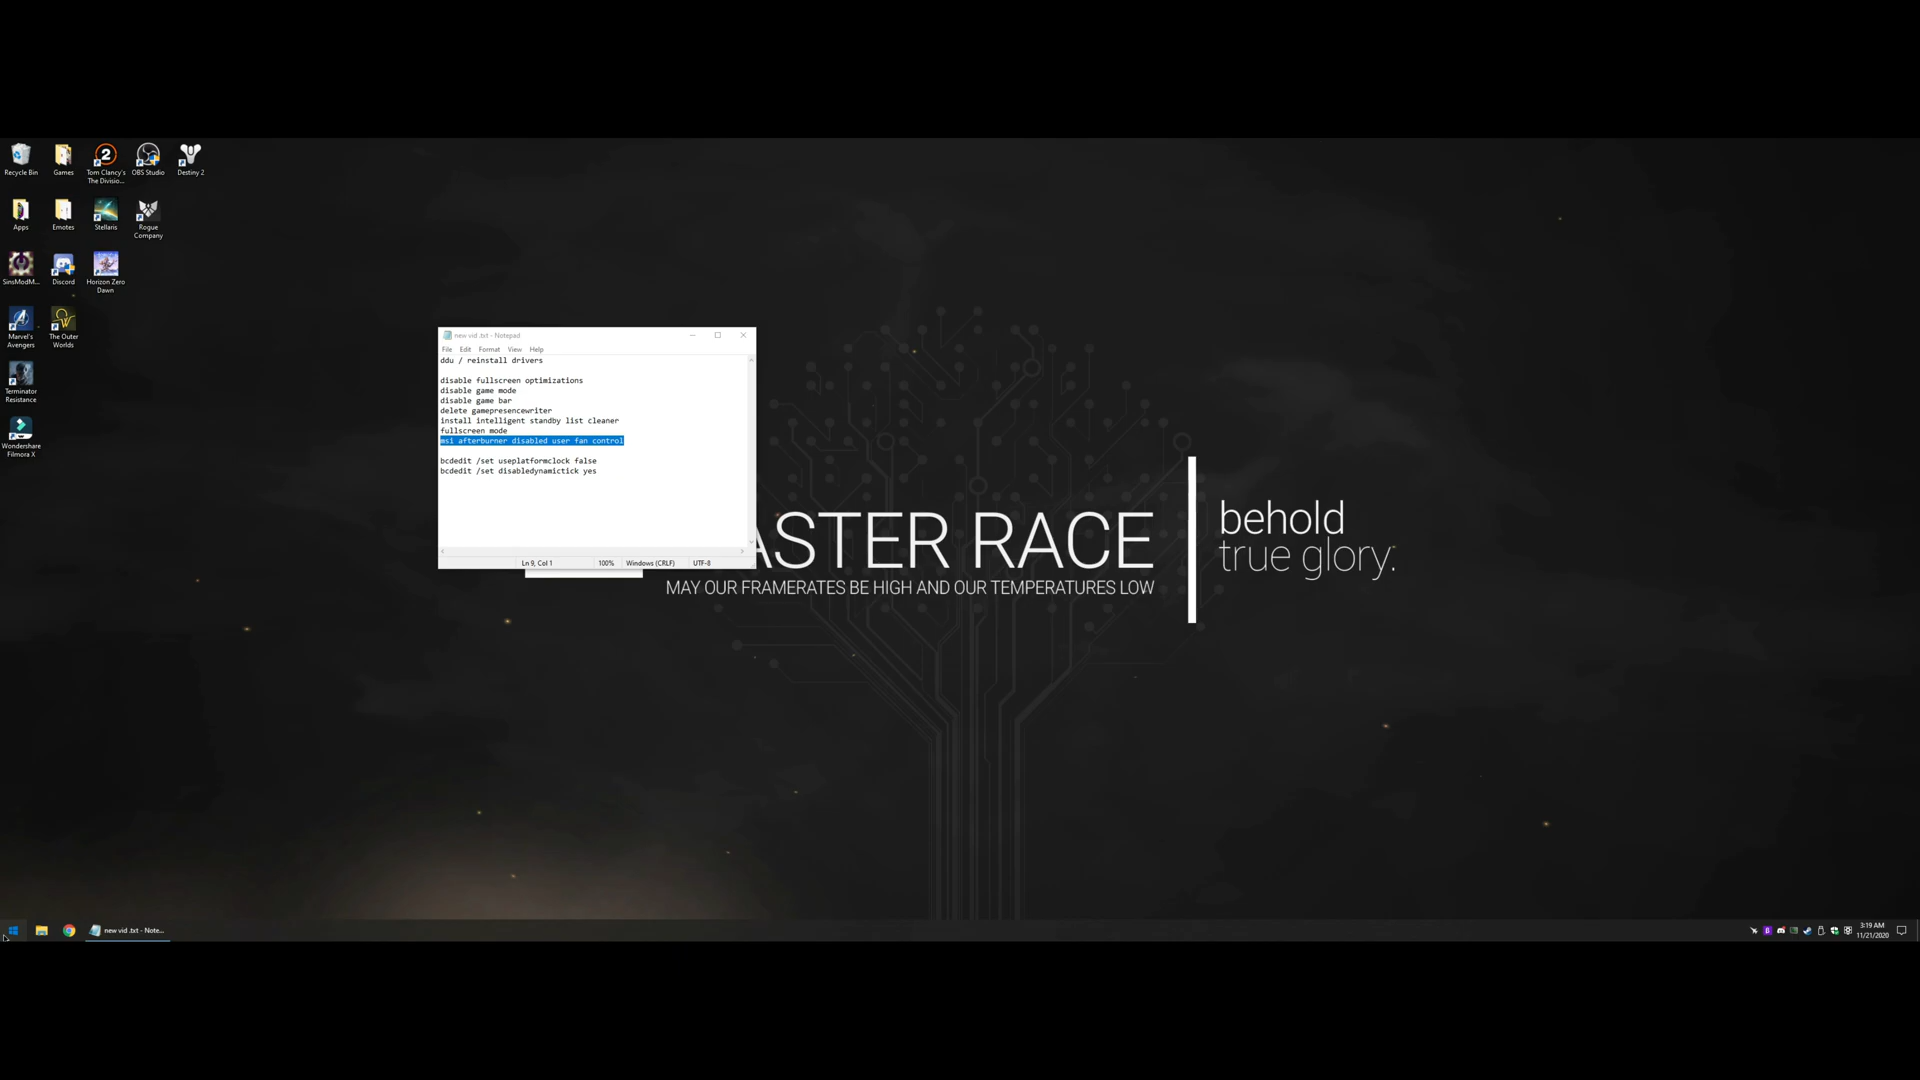 Recycle Bin
Games
Tom Clancy's
The Divisio...
OBS Studio
Destiny 2
Apps
Emotes
Stellaris
Rogue
Company
SinsModM...
Discord
Horizon Zero
Dawn
Marvel's
Avengers
The Outer
Worlds
Terminator
Resistance
Wondershare
Filmora X
new vid .txt - Notepad
File Edit Format View Help
ddu / reinstall drivers
disable fullscreen optimizations
disable game mode
disable game bar
delete gamepresencewriter
install intelligent standby list cleaner
fullscreen mode
msi afterburner disabled user fan control
bcdedit /set useplatformclock false
bcdedit /set disabledynamictick yes
Ln 9, Col 1 100% Windows (CRLF) UTF-8
ASTER RACE
MAY OUR FRAMERATES BE HIGH AND OUR TEMPERATURES LOW
behold
true glory.
new vid .txt - Note...
3:19 AM
11/21/2020